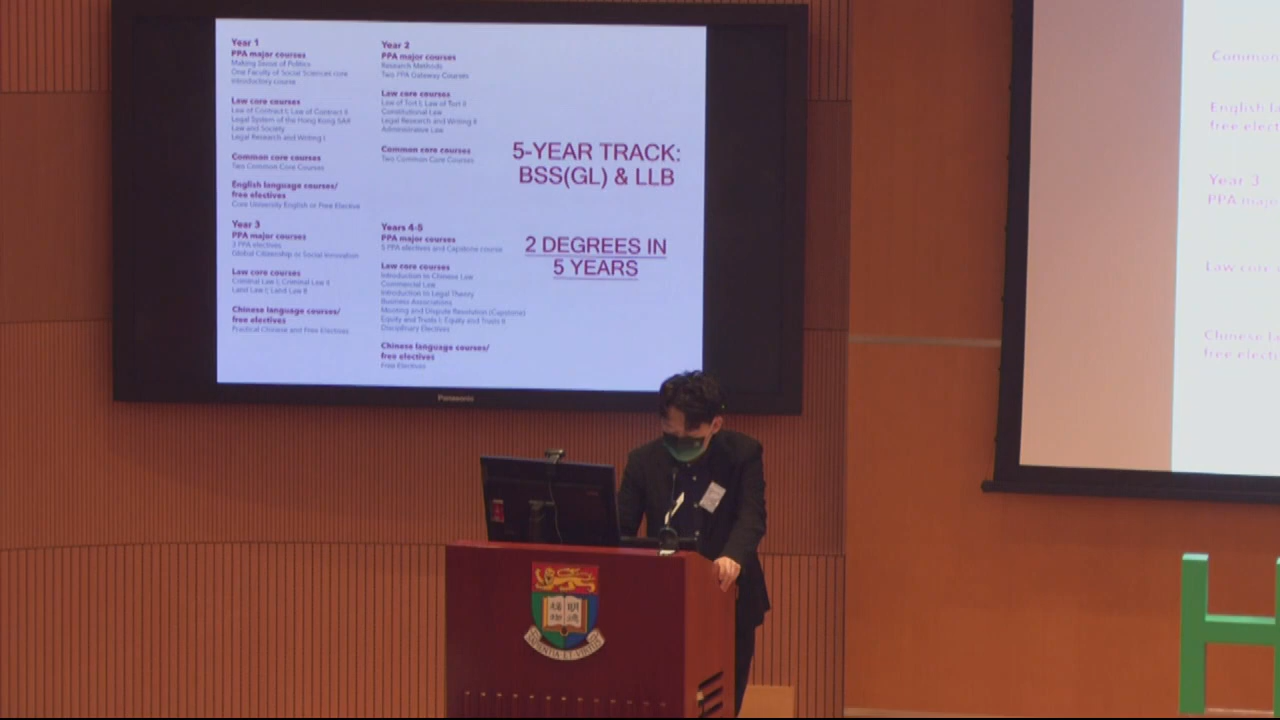 Year 1
PPA major courses
Making Sense of Politics
One Faculty of Social Sciences core
introductory course
Law core courses
Law of Contract I; Law of Contract II
Legal System of the Hong Kong SAR
Law and Society
Legal Research and Writing I
Common core courses
Two Common Core Courses
English language courses/
free electives
Core University English or Free Elective
Year 2
PPA major courses
Research Methods
Two PPA Gateway Courses
Law core courses
Law of Tort I; Law of Tort II
Constitutional Law
Legal Research and Writing II
Administrative Law
Common core courses
Two Common Core Courses
Year 3
PPA major courses
3 PPA electives
Global Citizenship or Social Innovation
Law core courses
Criminal Law I; Criminal Law II
Land Law I; Land Law II
Chinese language courses/
free electives
Practical Chinese and Free Electives
Years 4-5
PPA major courses
5 PPA electives and Capstone course
Law core courses
Introduction to Chinese Law
Commercial Law
Introduction to Legal Theory
Business Associations
Mooting and Dispute Resolution (Capstone)
Equity and Trusts I; Equity and Trusts II
Disciplinary Electives
Chinese language courses/
free electives
Free Electives
5-YEAR TRACK:
BSS(GL) & LLB
2 DEGREES IN
5 YEARS
Panasonic
Common
English la
free elect
Year 3
PPA majo
Law core
Chinese la
free elect
SAPIENTIA ET VIRTUS
H